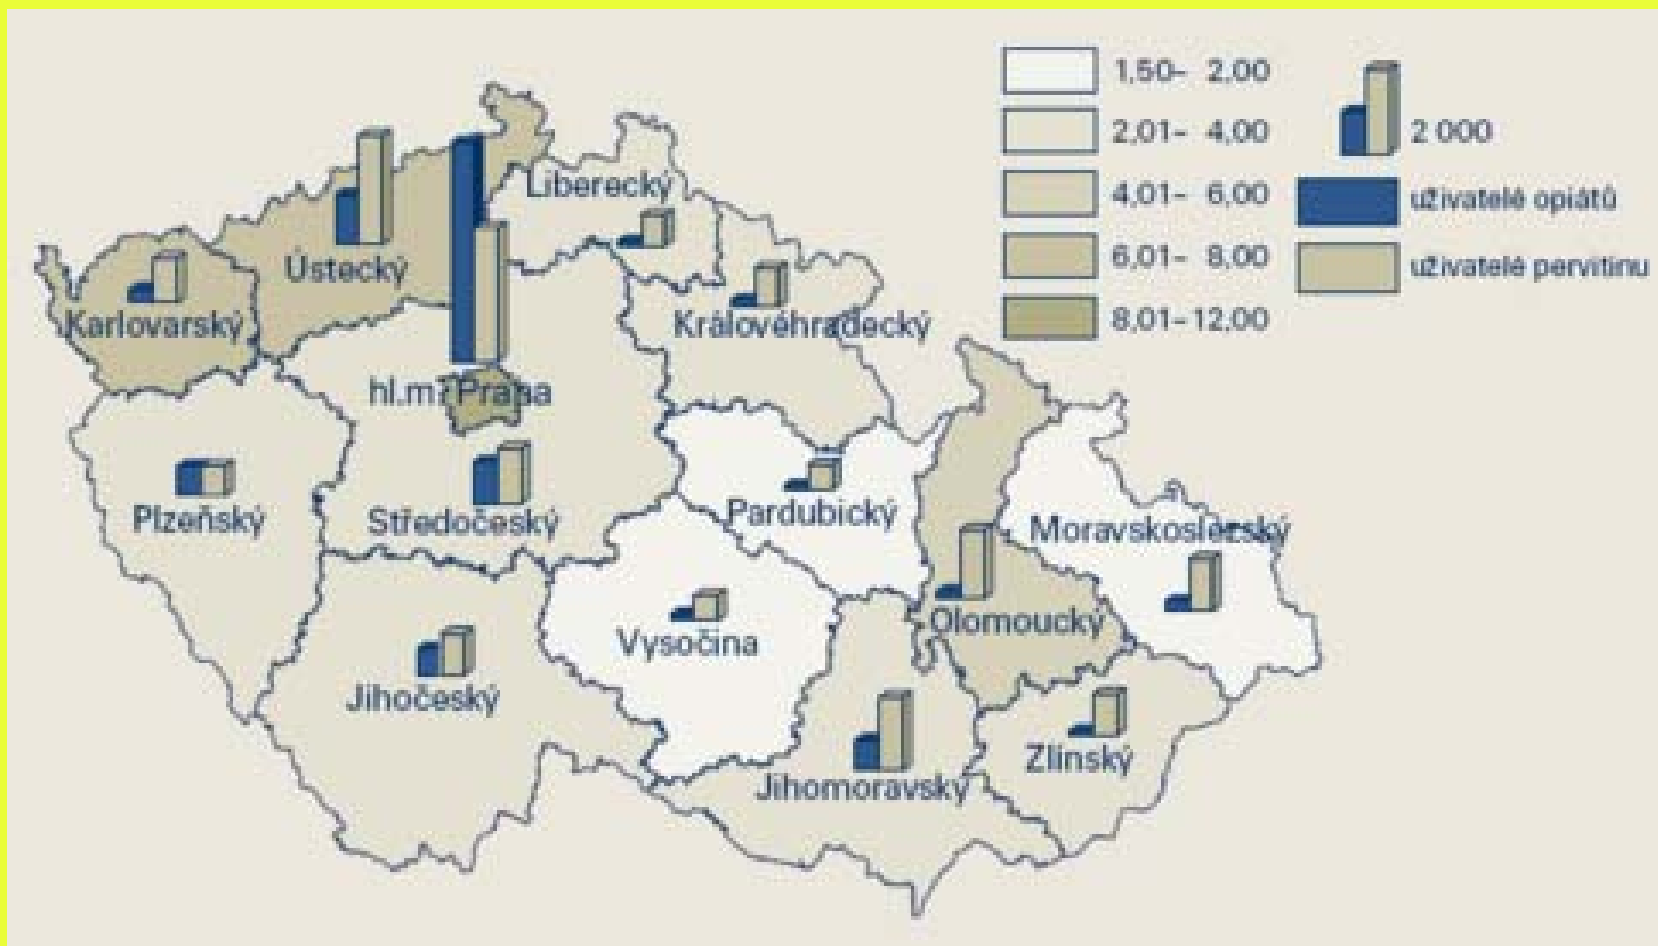 1,50– 2,00
2,01– 4,00
4,01– 6,00
6,01– 8,00
8,01–12,00
2 000
uživatelé opiátů
uživatelé pervitinu
Liberecký
Ústecký
Karlovarský
Královéhradecký
hl.m. Praha
Plzeňský
Středočeský
Pardubický
Moravskoslezský
Olomoucký
Vysočina
Jihočeský
Zlínský
Jihomoravský